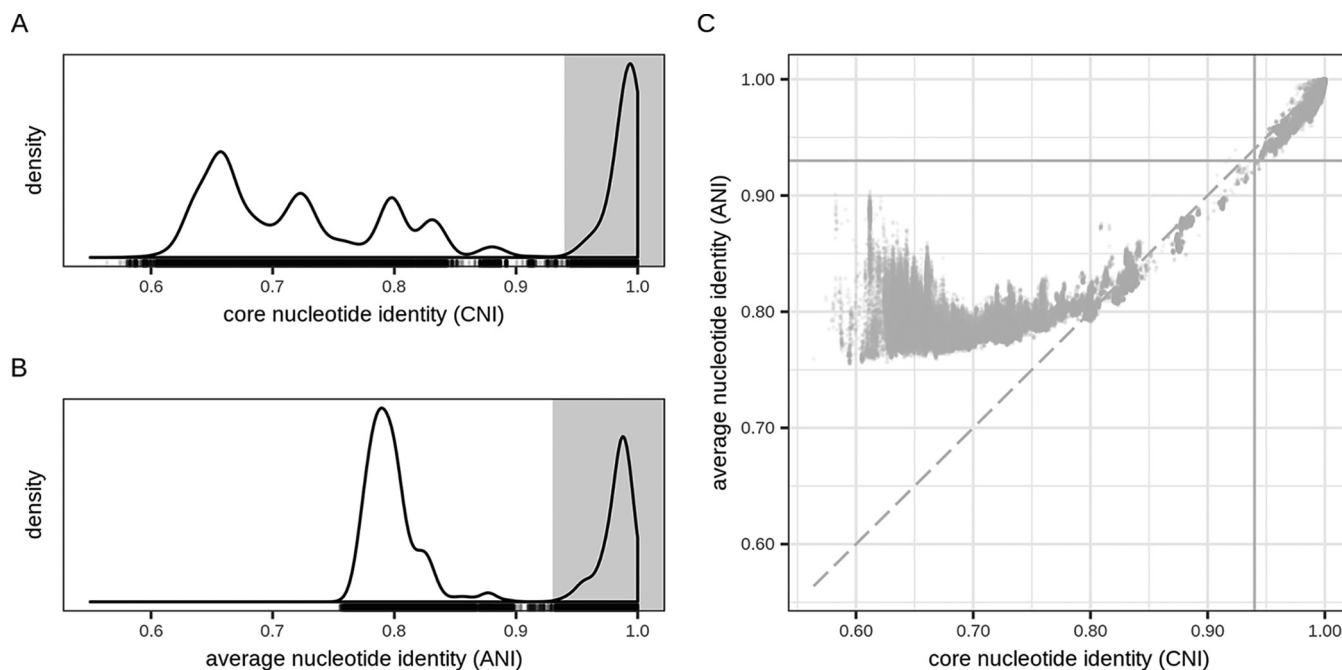 A
density
0.6 0.7 0.8 0.9 1.0
core nucleotide identity (CNI)
B
density
0.6 0.7 0.8 0.9 1.0
average nucleotide identity (ANI)
C
average nucleotide identity (ANI)
1.00
0.90
0.80
0.70
0.60
0.60 0.70 0.80 0.90 1.00
core nucleotide identity (CNI)